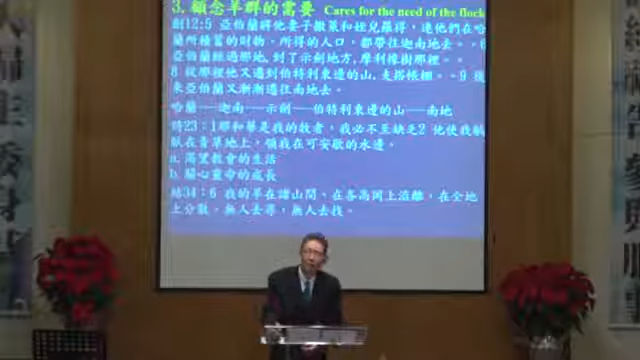 3. 顧念羊群的需要 Cares for the need of the flock
創12:5 亞伯蘭將他妻子撒萊和姪兒羅得，連他們在哈
蘭所積蓄的財物，所得的人口，都帶往迦南地去。。6
亞伯蘭經過那地，到了示劍地方，摩利橡樹那裡。。
8 從那裡他又遷到伯特利東邊的山，支搭帳棚。。9 後
來亞伯蘭又漸漸遷往南地去。
哈蘭——迦南——示劍——伯特利東邊的山——南地
詩23：1耶和華是我的牧者，我必不至缺乏2 他使我躺
臥在青草地上，領我在可安歇的水邊。
a. 渴望教會的生活
b. 關心靈命的成長
結34：6 我的羊在諸山間，在各高岡上流離，在全地
上分散，無人去尋，無人去找。